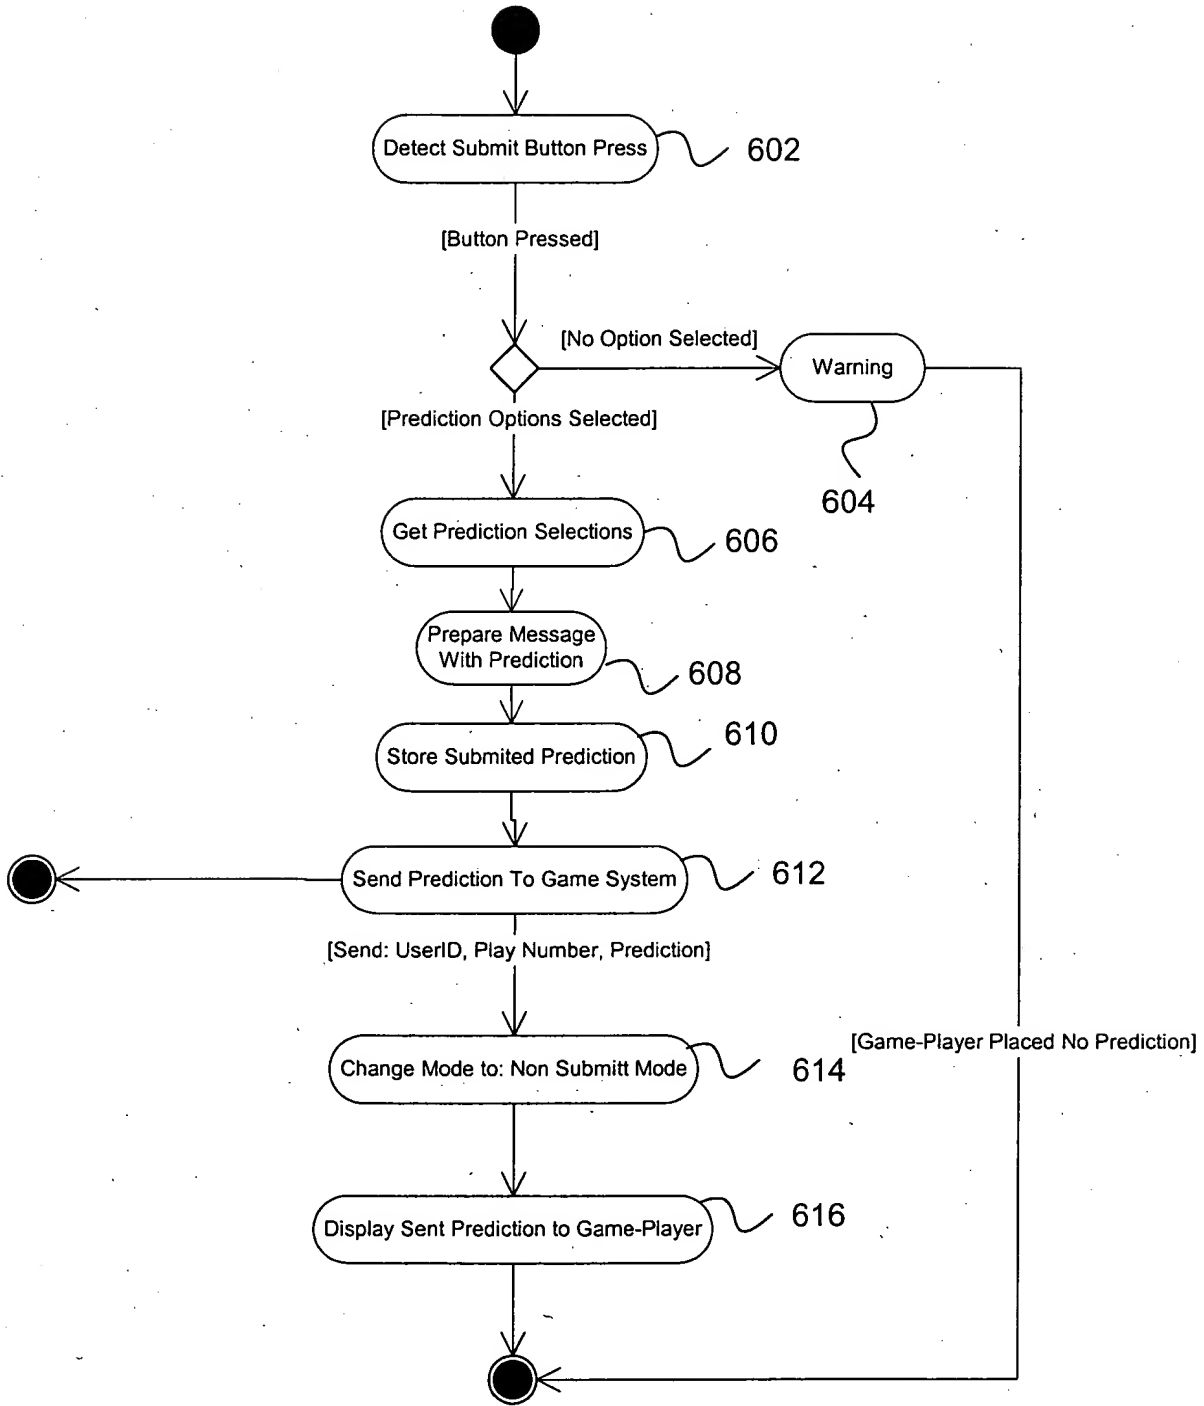 Detect Submit Button Press
602
[Button Pressed]
[No Option Selected]
Warning
604
[Prediction Options Selected]
Get Prediction Selections
606
Prepare Message
With Prediction
608
Store Submited Prediction
610
Send Prediction To Game System
612
[Send: UserID, Play Number, Prediction]
[Game-Player Placed No Prediction]
Change Mode to: Non Submitt Mode
614
Display Sent Prediction to Game-Player
616